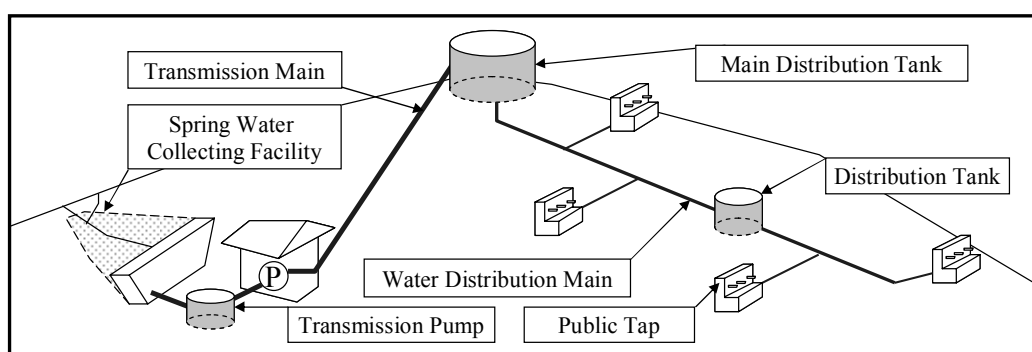 Transmission Main
Main Distribution Tank
Spring Water
Collecting Facility
Distribution Tank
P
Water Distribution Main
Transmission Pump
Public Tap